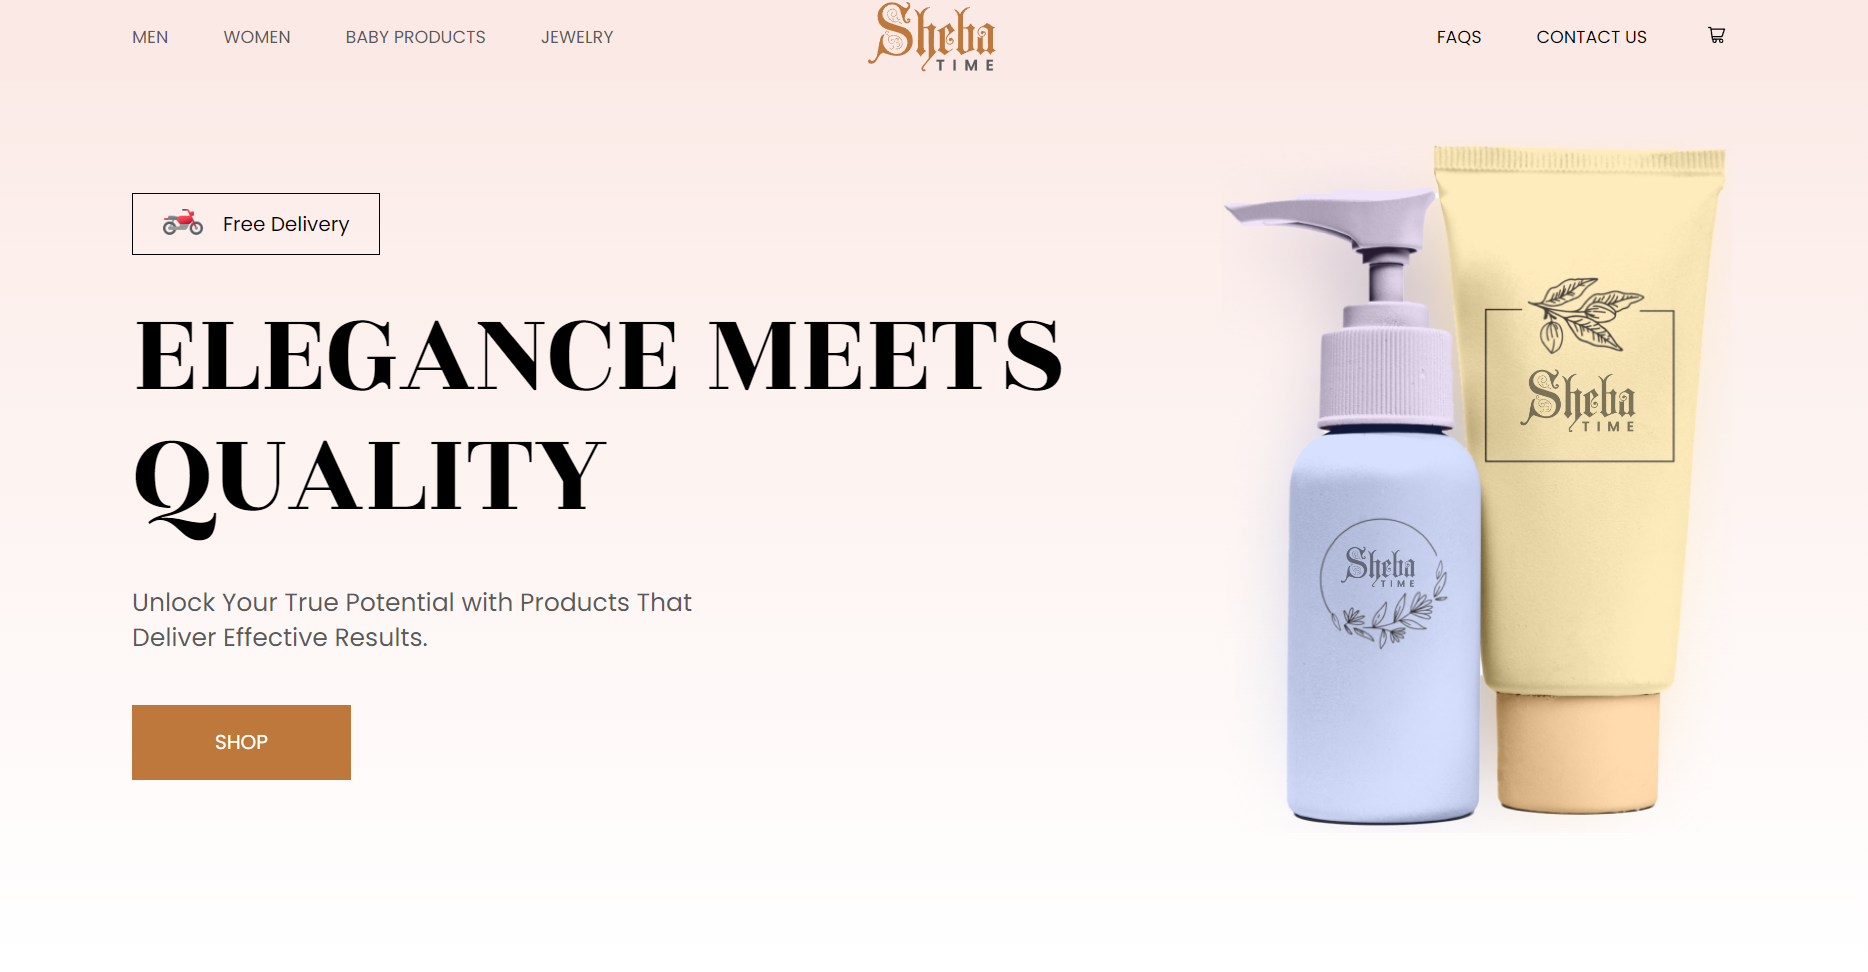 MEN WOMEN BABY PRODUCTS JEWELRY
Sheba
TIME
FAQS CONTACT US
Free Delivery
ELEGANCE MEETS
QUALITY
Unlock Your True Potential with Products That
Deliver Effective Results.
SHOP
Sheba
TIME
Sheba
TIME